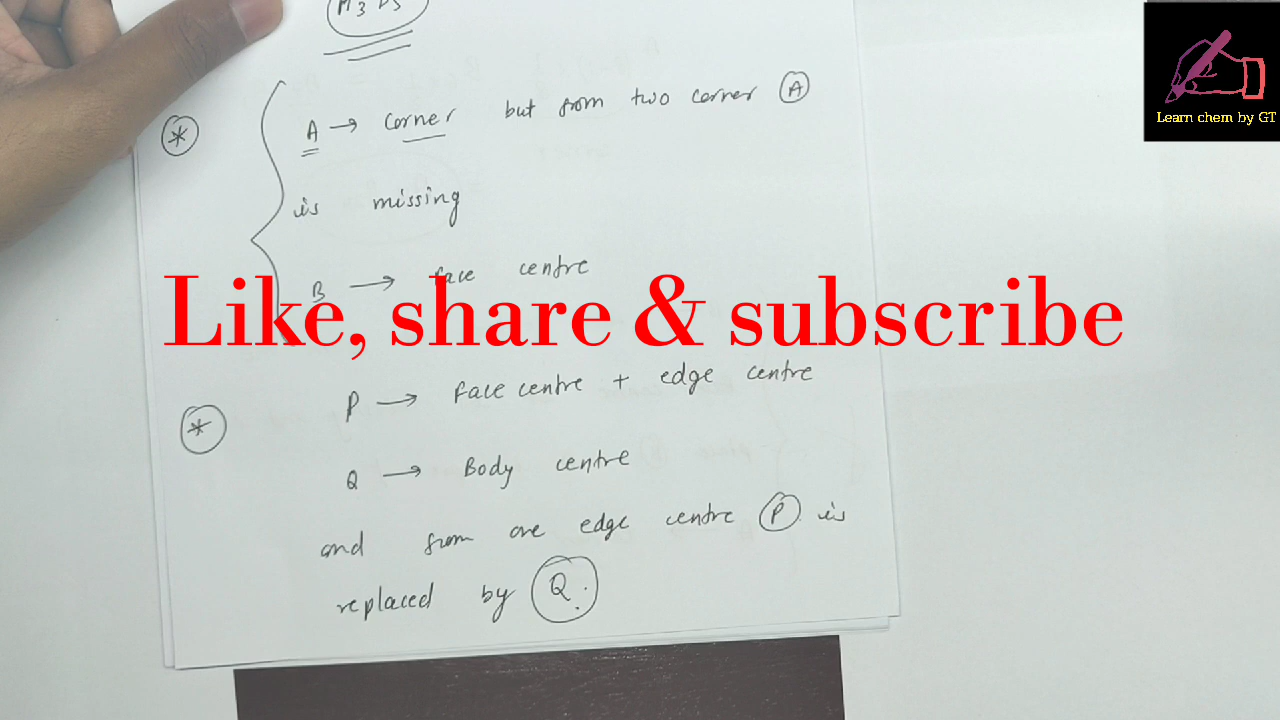 A → corner but from two corner A
is missing
B → face centre
Like, share & subscribe
P → Face centre + edge centre
Q → Body centre
and from one edge centre P is
replaced by Q.
Learn chem by GT